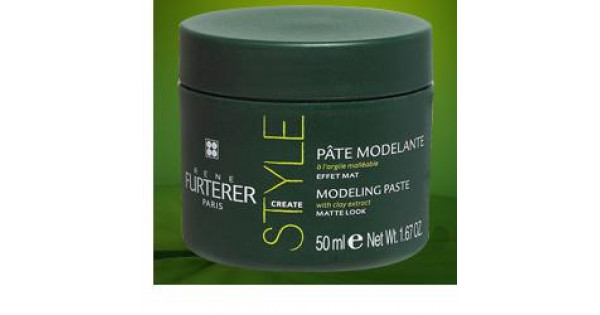 RENE
FURTERER
PARIS
STYLE
CREATE
PÂTE MODELANTE
à l'argile malléable
EFFET MAT
MODELING PASTE
with clay extract
MATTE LOOK
50 ml e Net Wt. 1.67 OZ.